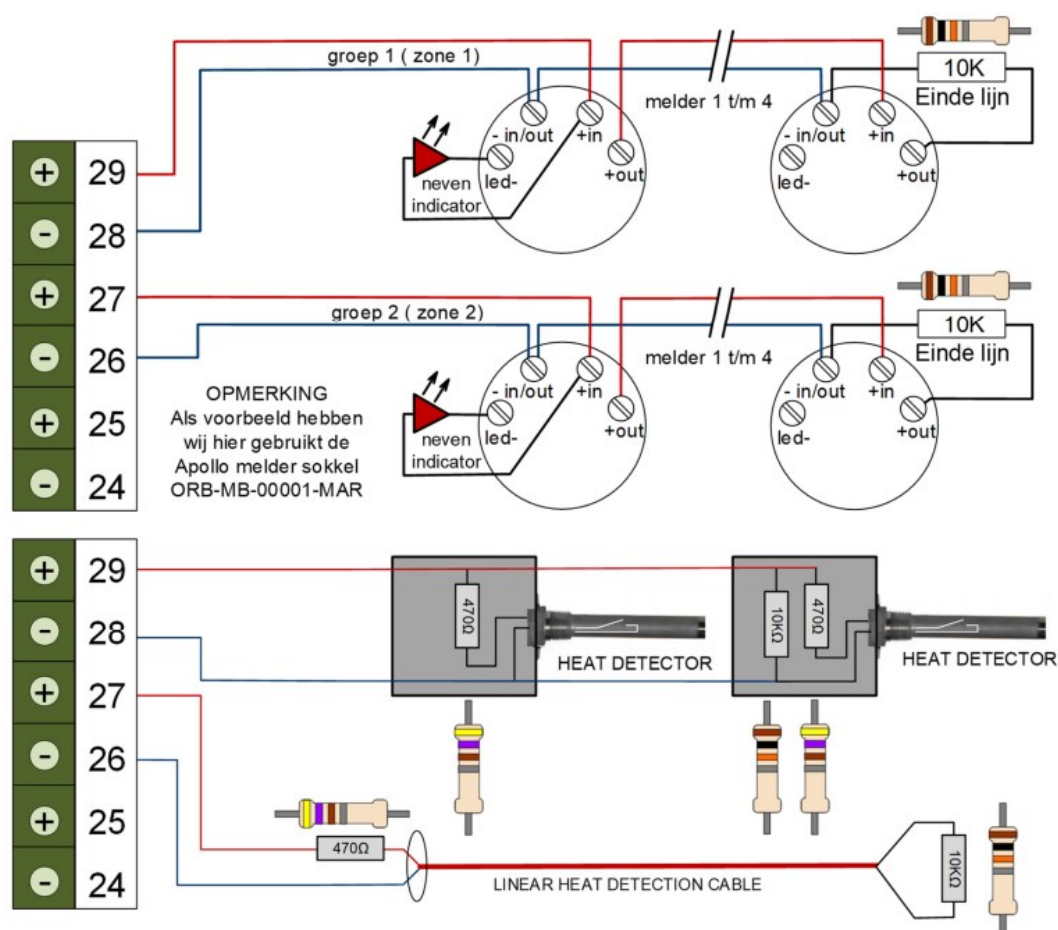 groep 1 ( zone 1)
melder 1 t/m 4
10K
Einde lijn
- in/out
+in
led-
+out
neven
indicator
- in/out
+in
led-
+out
+ 29
- 28
+ 27
- 26
+ 25
- 24
groep 2 ( zone 2)
melder 1 t/m 4
10K
Einde lijn
- in/out
+in
led-
+out
neven
indicator
- in/out
+in
led-
+out
OPMERKING
Als voorbeeld hebben
wij hier gebruikt de
Apollo melder sokkel
ORB-MB-00001-MAR
+ 29
- 28
+ 27
- 26
+ 25
- 24
470Ω
HEAT DETECTOR
10KΩ
470Ω
HEAT DETECTOR
470Ω
LINEAR HEAT DETECTION CABLE
10KΩ